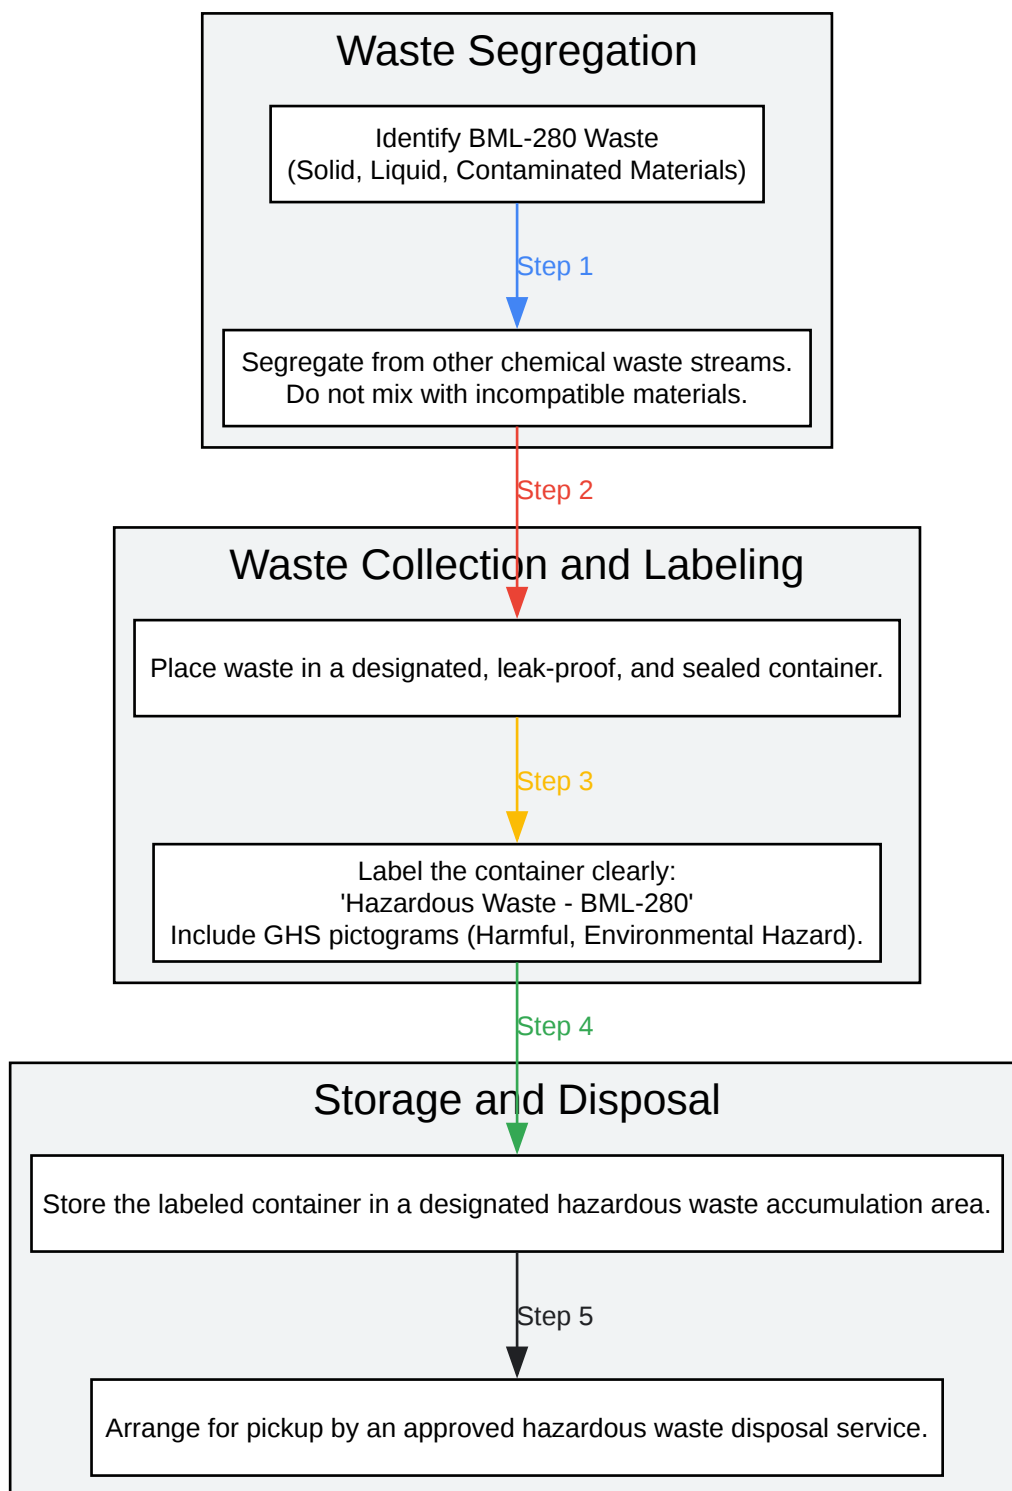 Waste Segregation
Identify BML-280 Waste
(Solid, Liquid, Contaminated Materials)
Step 1
Segregate from other chemical waste streams.
Do not mix with incompatible materials.
Step 2
Waste Collection and Labeling
Place waste in a designated, leak-proof, and sealed container.
Step 3
Label the container clearly:
'Hazardous Waste - BML-280'
Include GHS pictograms (Harmful, Environmental Hazard).
Step 4
Storage and Disposal
Store the labeled container in a designated hazardous waste accumulation area.
Step 5
Arrange for pickup by an approved hazardous waste disposal service.